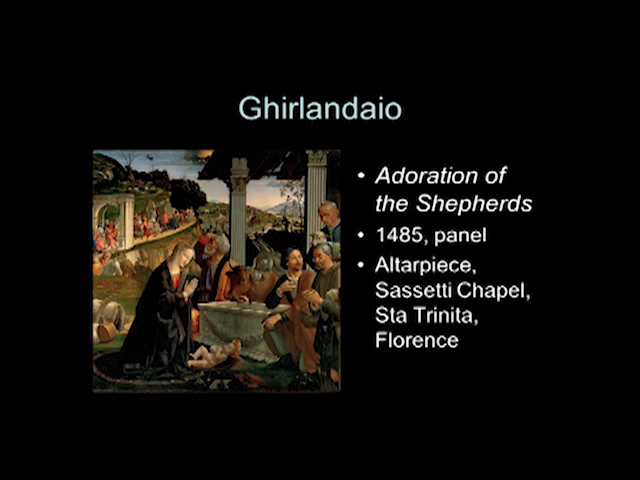 Ghirlandaio
• Adoration of
the Shepherds
• 1485, panel
• Altarpiece,
Sassetti Chapel,
Sta Trinita,
Florence